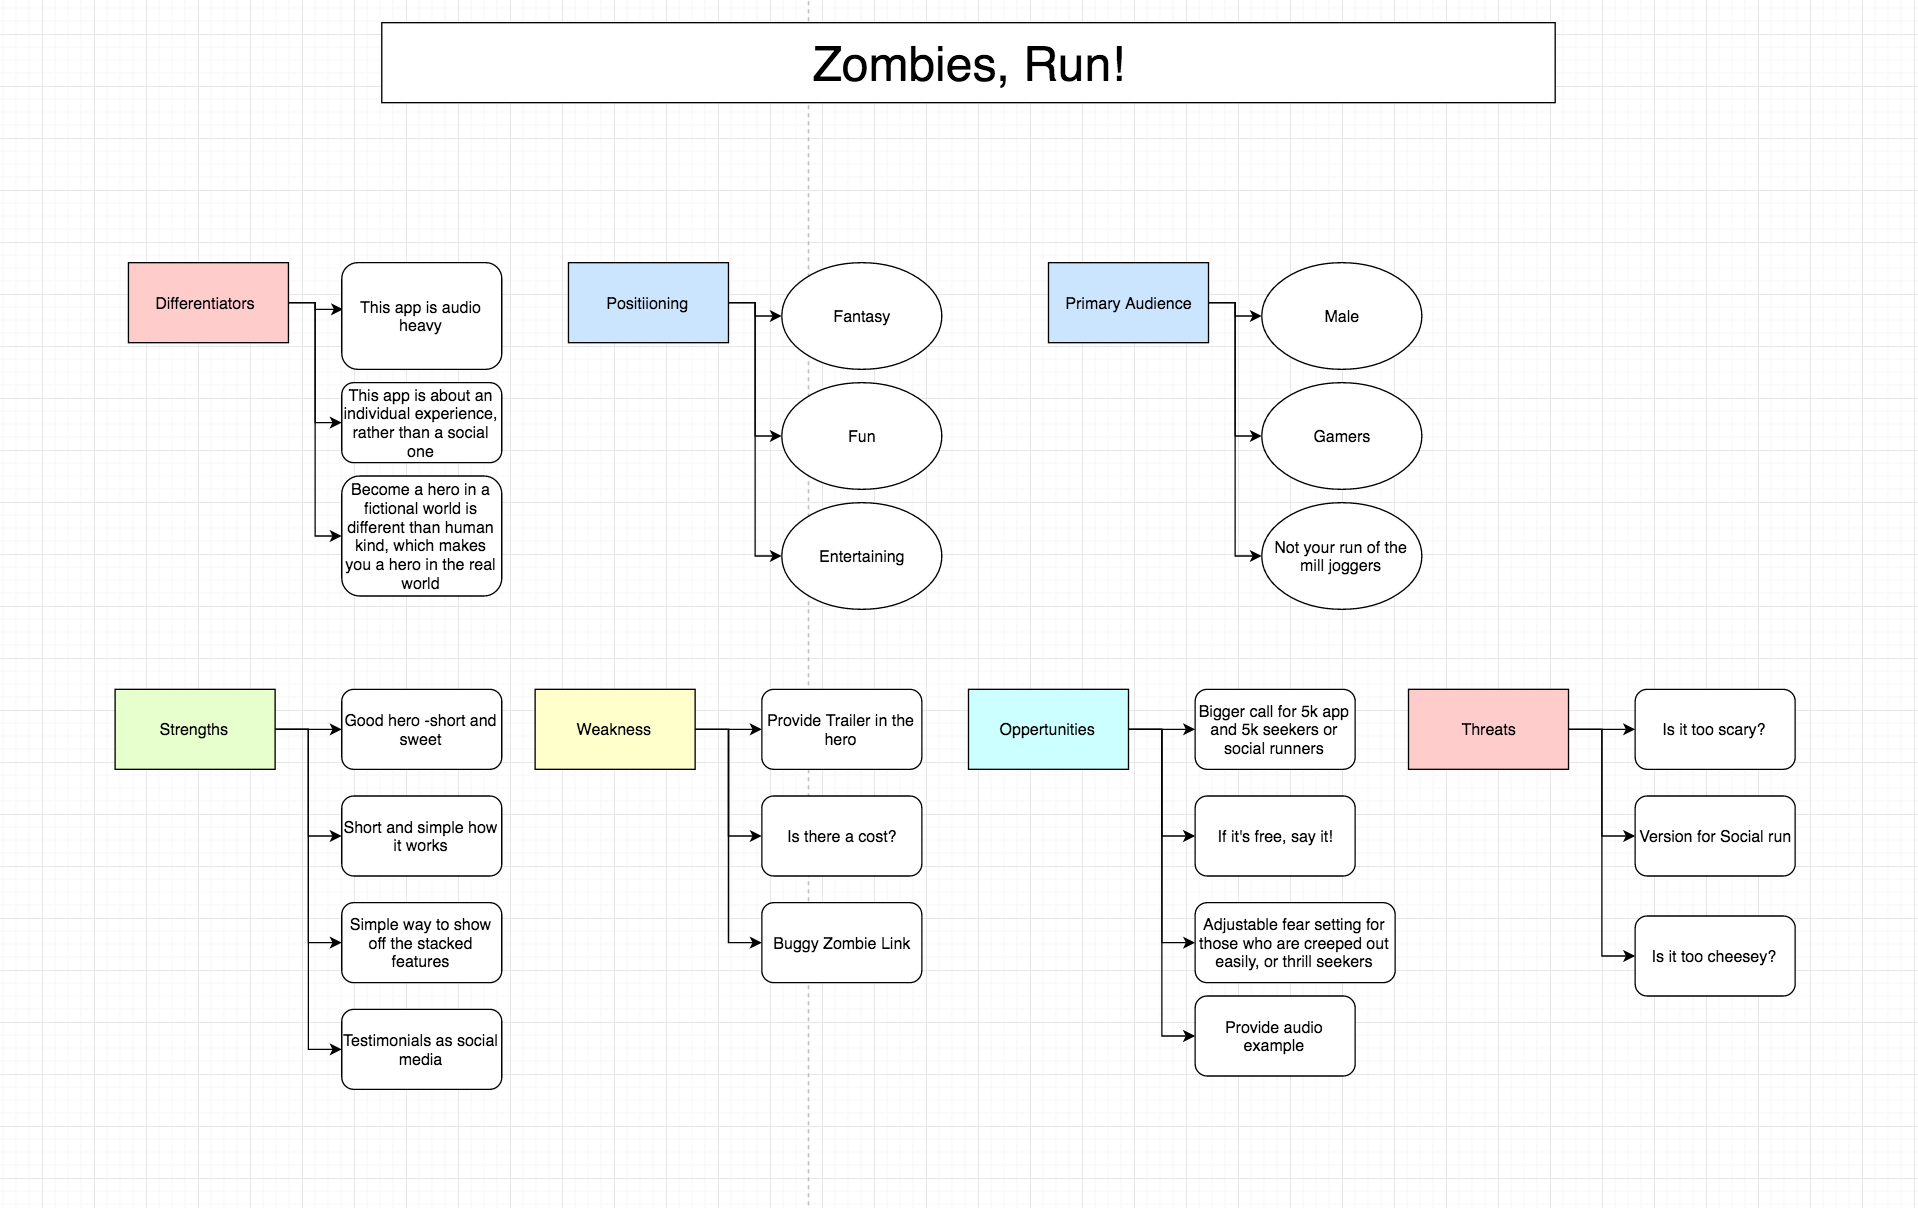 Zombies, Run!
Differentiators
This app is audio
heavy
This app is about an
individual experience,
rather than a social
one
Become a hero in a
fictional world is
different than human
kind, which makes
you a hero in the real
world
Positiioning
Fantasy
Fun
Entertaining
Primary Audience
Male
Gamers
Not your run of the
mill joggers
Strengths
Good hero -short and
sweet
Short and simple how
it works
Simple way to show
off the stacked
features
Testimonials as social
media
Weakness
Provide Trailer in the
hero
Is there a cost?
Buggy Zombie Link
Oppertunities
Bigger call for 5k app
and 5k seekers or
social runners
If it's free, say it!
Adjustable fear setting for
those who are creeped out
easily, or thrill seekers
Provide audio
example
Threats
Is it too scary?
Version for Social run
Is it too cheesey?